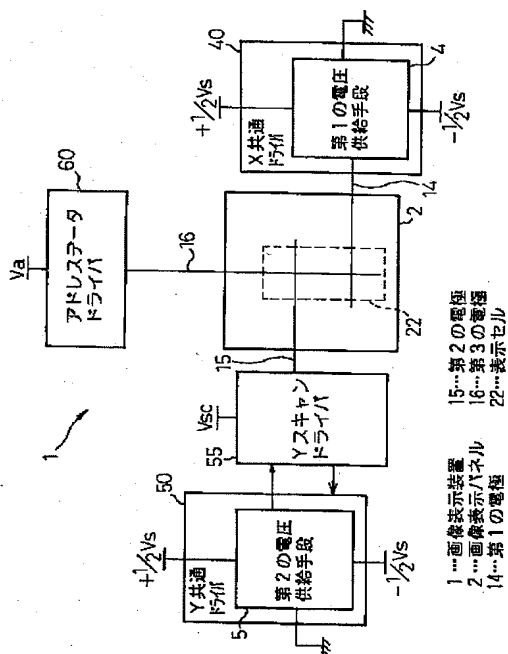 1
Va
60
アドレスデータ
ドライバ
16
+1/2Vs
50
Y共通
ドライバ
第2の電圧
供給手段
5
-1/2Vs
Vsc
55
Yスキャン
ドライバ
15
22
2
14
+1/2Vs
40
X共通
ドライバ
第1の電圧
供給手段
4
-1/2Vs
1…画像表示装置
2…画像表示パネル
14…第1の電極
15…第2の電極
16…第3の電極
22…表示セル